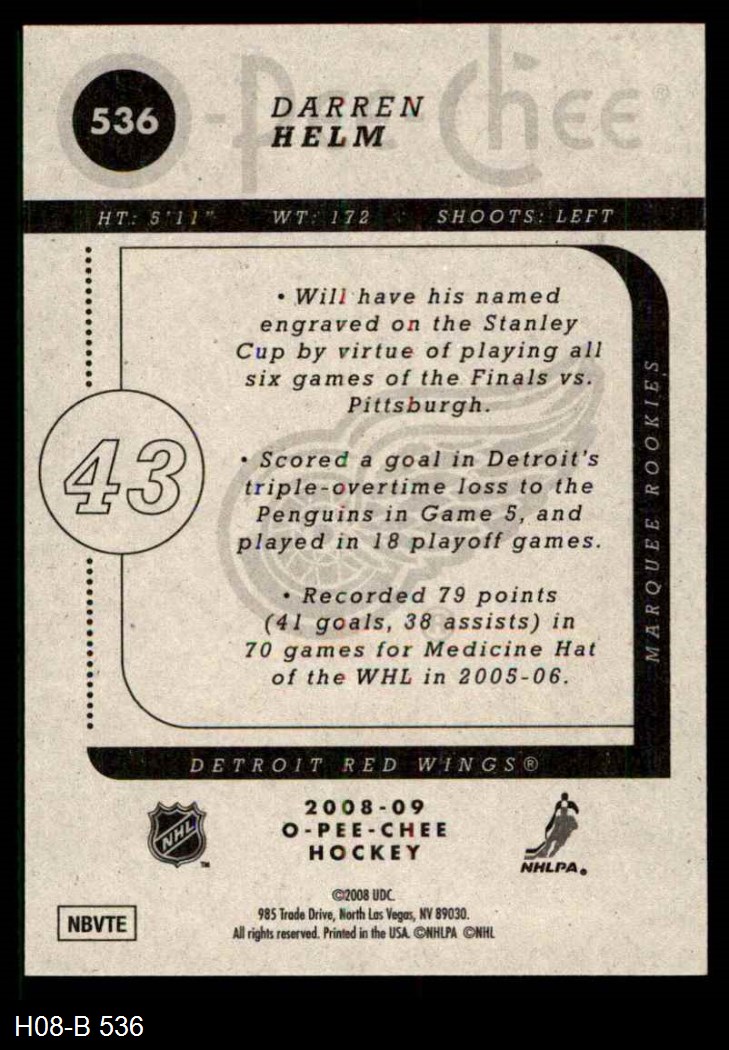 O-Pee-Chee®
536
DARREN
HELM
HT.: 5'11" WT: 172 SHOOTS: LEFT
• Will have his named
engraved on the Stanley
Cup by virtue of playing all
six games of the Finals vs.
Pittsburgh.
• Scored a goal in Detroit's
triple-overtime loss to the
Penguins in Game 5, and
played in 18 playoff games.
• Recorded 79 points
(41 goals, 38 assists) in
70 games for Medicine Hat
of the WHL in 2005-06.
43
MARQUEE ROOKIES
DETROIT RED WINGS®
NHL
™
2008-09
O-PEE-CHEE
HOCKEY
NHLPA®
©2008 UDC.
985 Trade Drive, North Las Vegas, NV 89030.
All rights reserved. Printed in the USA. ©NHLPA ©NHL
NBVTE
H08-B 536